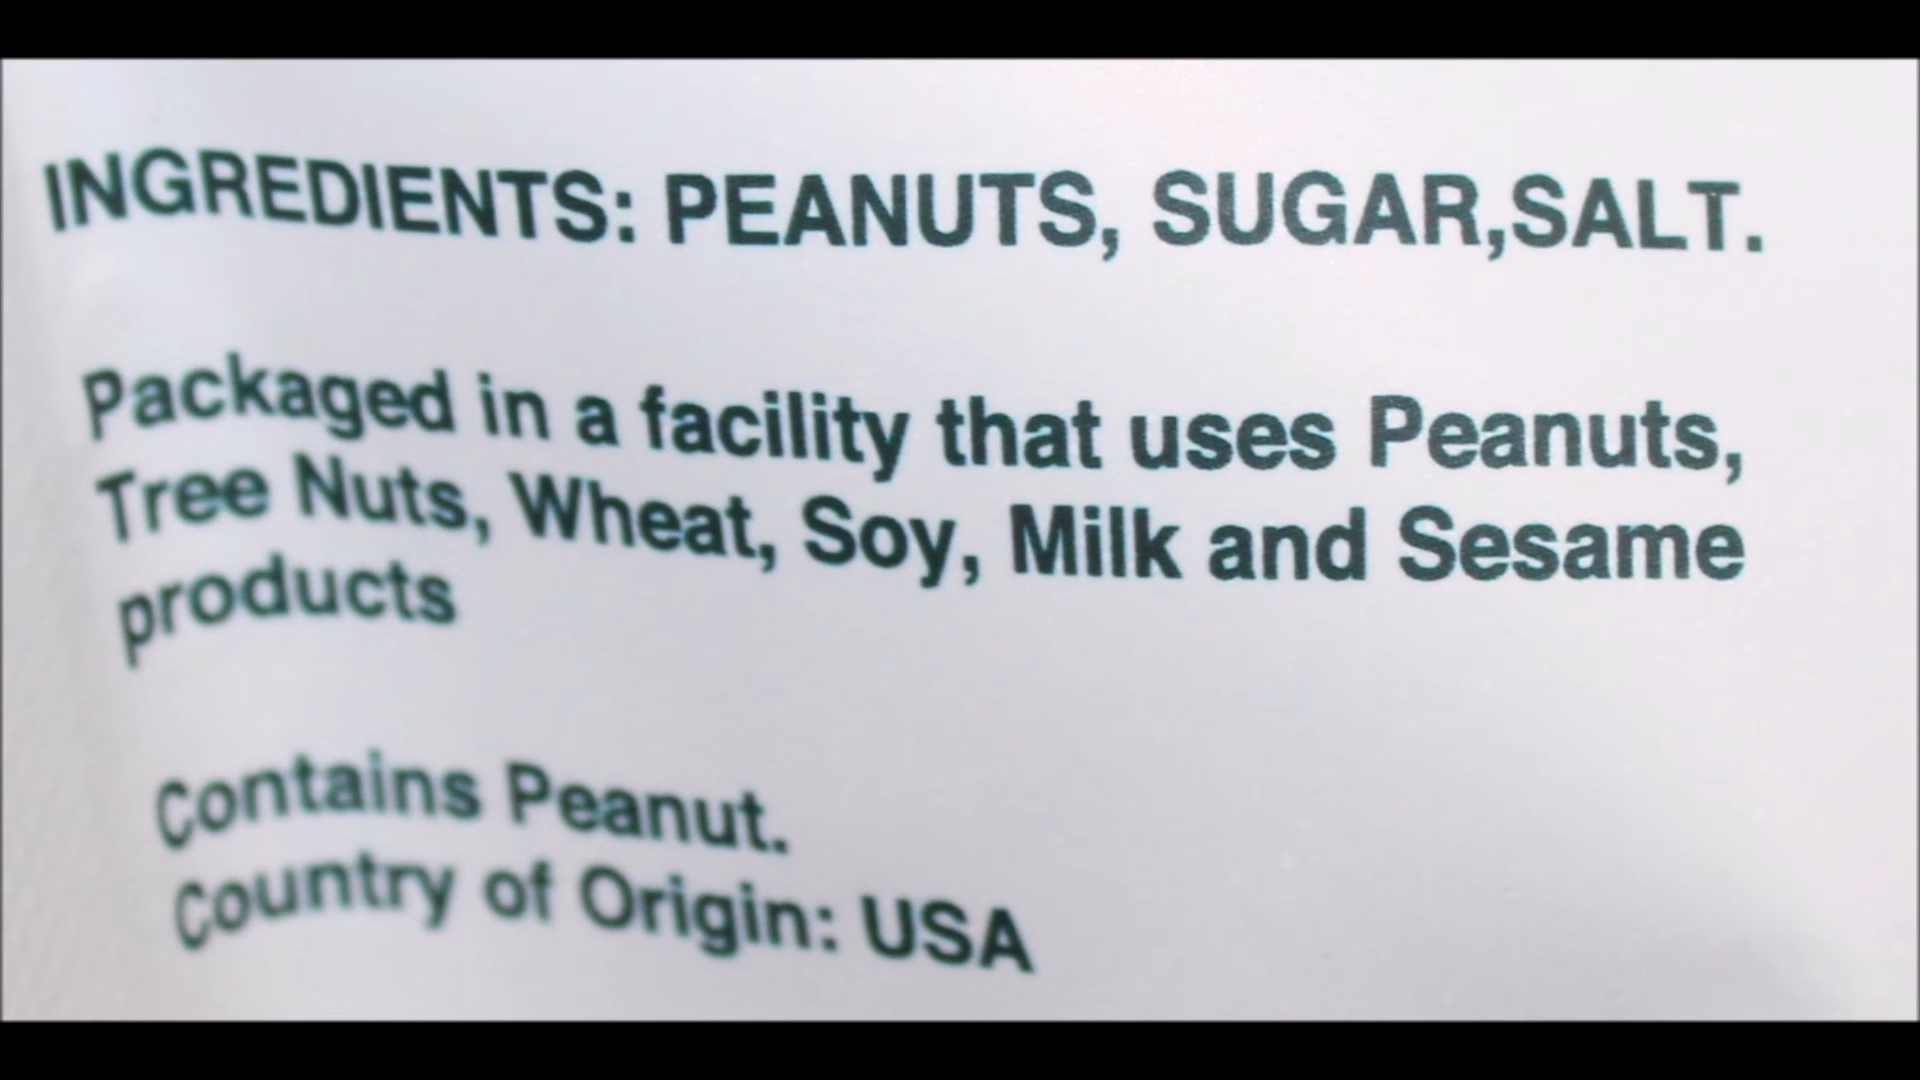 INGREDIENTS: PEANUTS, SUGAR,SALT.
Packaged in a facility that uses Peanuts,
Tree Nuts, Wheat, Soy, Milk and Sesame
products
Contains Peanut.
Country of Origin: USA